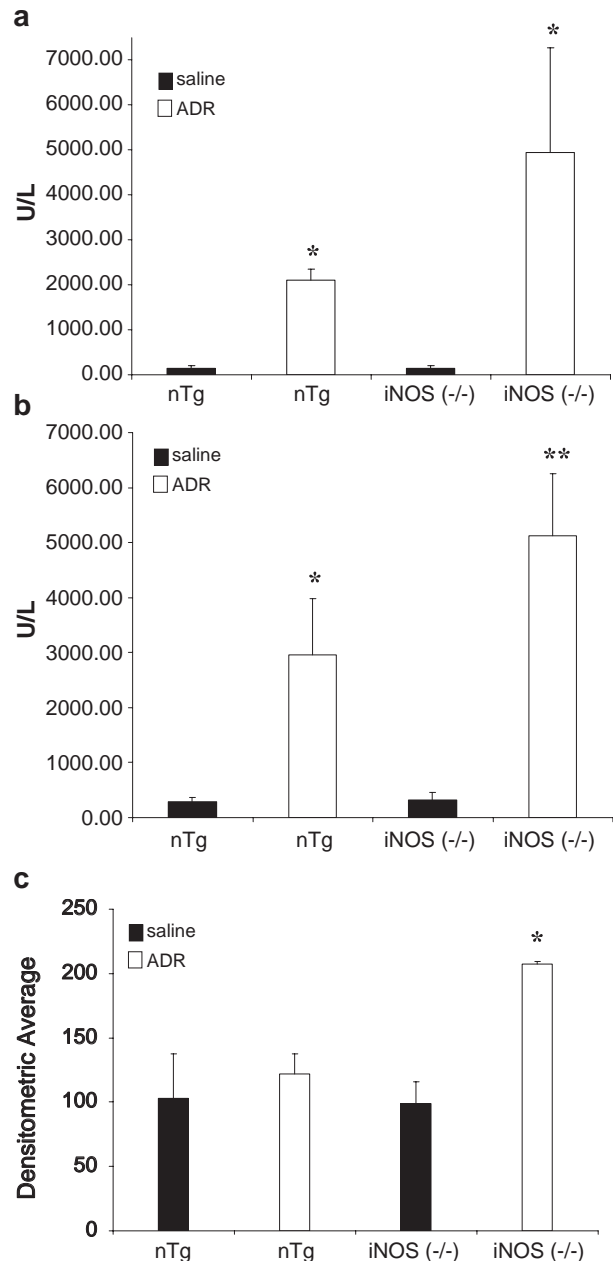 a
*
7000.00
saline
6000.00
ADR
5000.00
U/L
4000.00
3000.00
*
2000.00
1000.00
0.00
nTg
nTg
iNOS (-/-)
iNOS (-/-)
b
7000.00
saline
**
ADR
6000.00
5000.00
*
U/L
4000.00
3000.00
2000.00
1000.00
0.00
nTg
nTg
iNOS (-/-)
iNOS (-/-)
c
250
saline
*
ADR
200
Densitometric Average
150
100
50
0
nTg
nTg
iNOS (-/-)
iNOS (-/-)